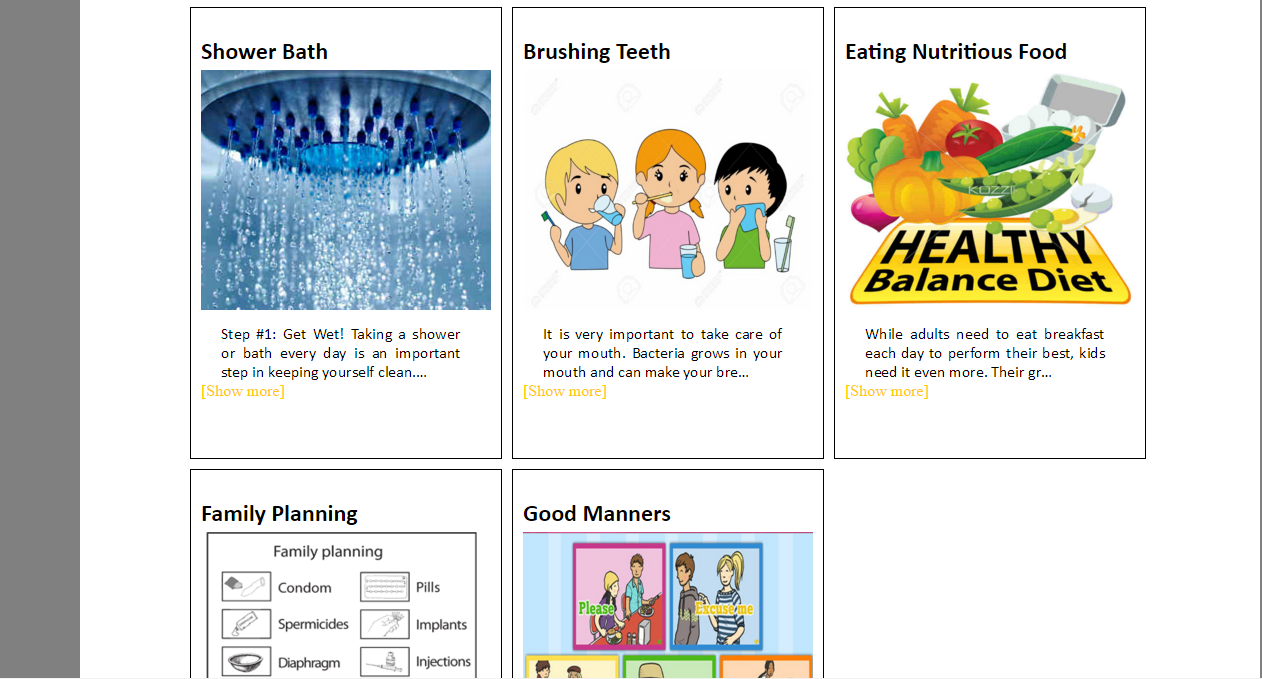 Shower Bath
Step #1: Get Wet! Taking a shower
or bath every day is an important
step in keeping yourself clean....
[Show more]
Brushing Teeth
It is very important to take care of
your mouth. Bacteria grows in your
mouth and can make your bre...
[Show more]
Eating Nutritious Food
KOZZI
HEALTHY
Balance Diet
While adults need to eat breakfast
each day to perform their best, kids
need it even more. Their gr...
[Show more]
Family Planning
Family planning
Condom
Pills
Spermicides
Implants
Diaphragm
Injections
Good Manners
Please
Excuse me